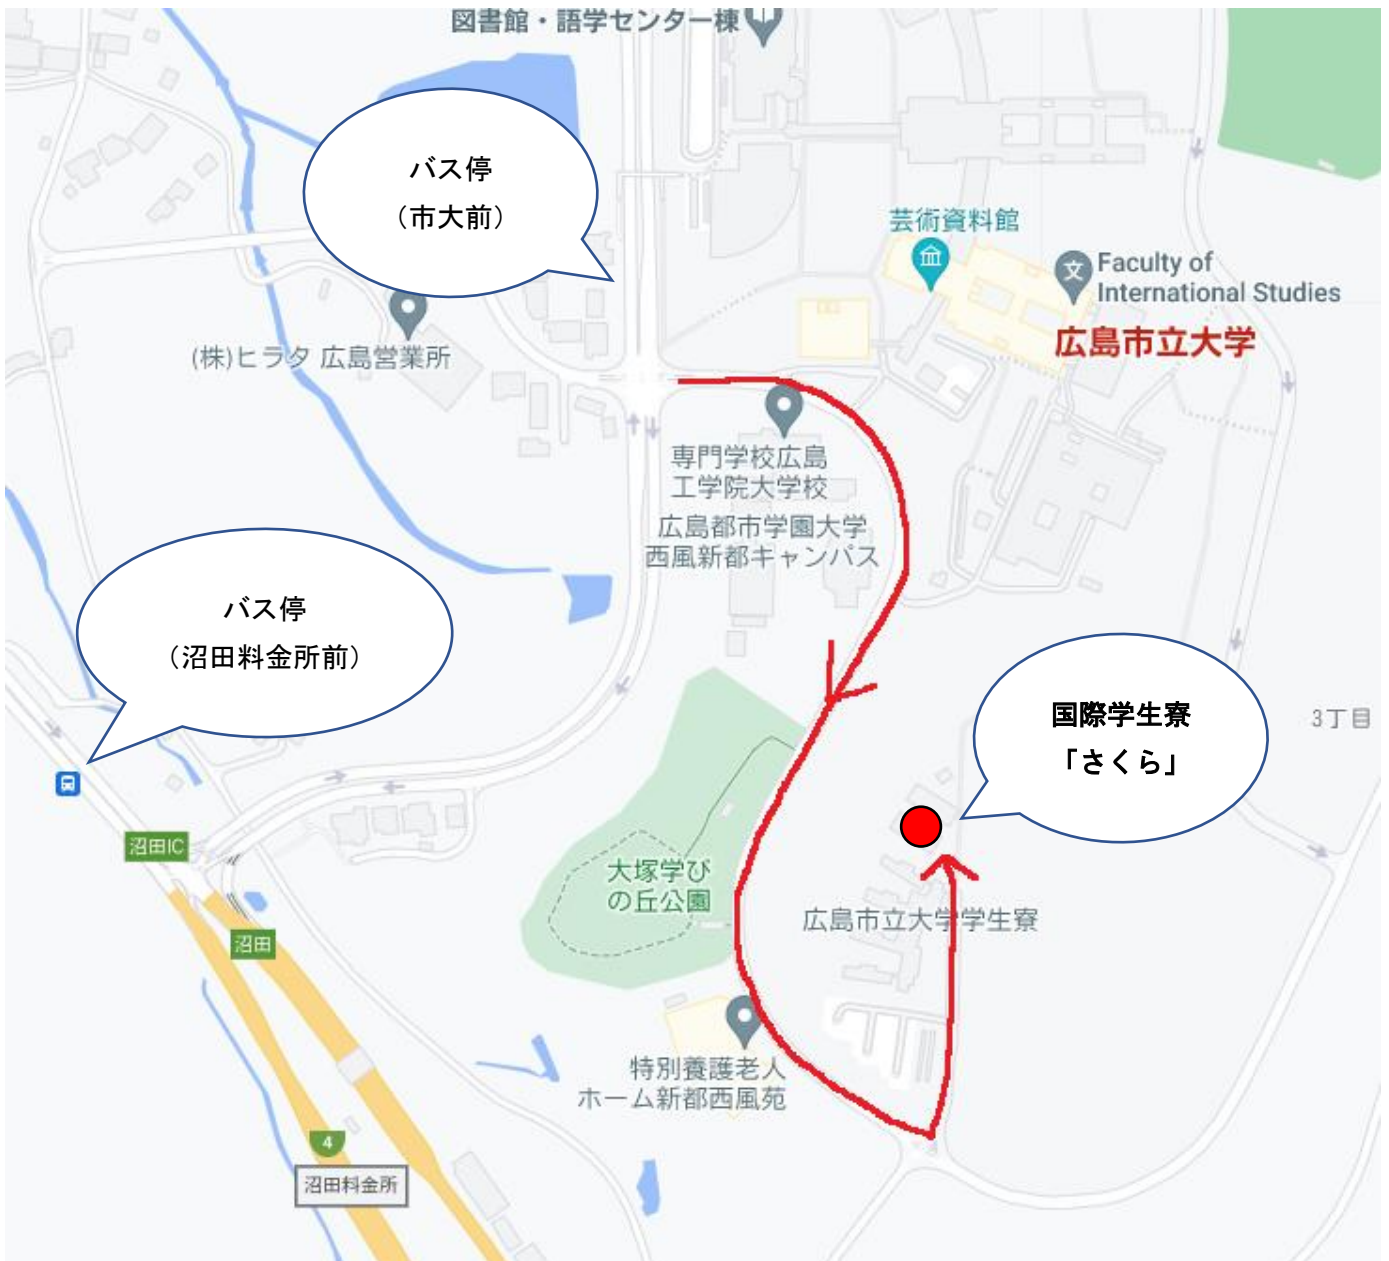 図書館・語学センター棟
バス停
（市大前）
芸術資料館
Faculty of
International Studies
広島市立大学
(株)ヒラタ 広島営業所
専門学校広島
工学院大学校
広島都市学園大学
西風新都キャンパス
バス停
（沼田料金所前）
国際学生寮
「さくら」
3丁目
沼田IC
大塚学び
の丘公園
広島市立大学学生寮
沼田
特別養護老人
ホーム新都西風苑
4
沼田料金所